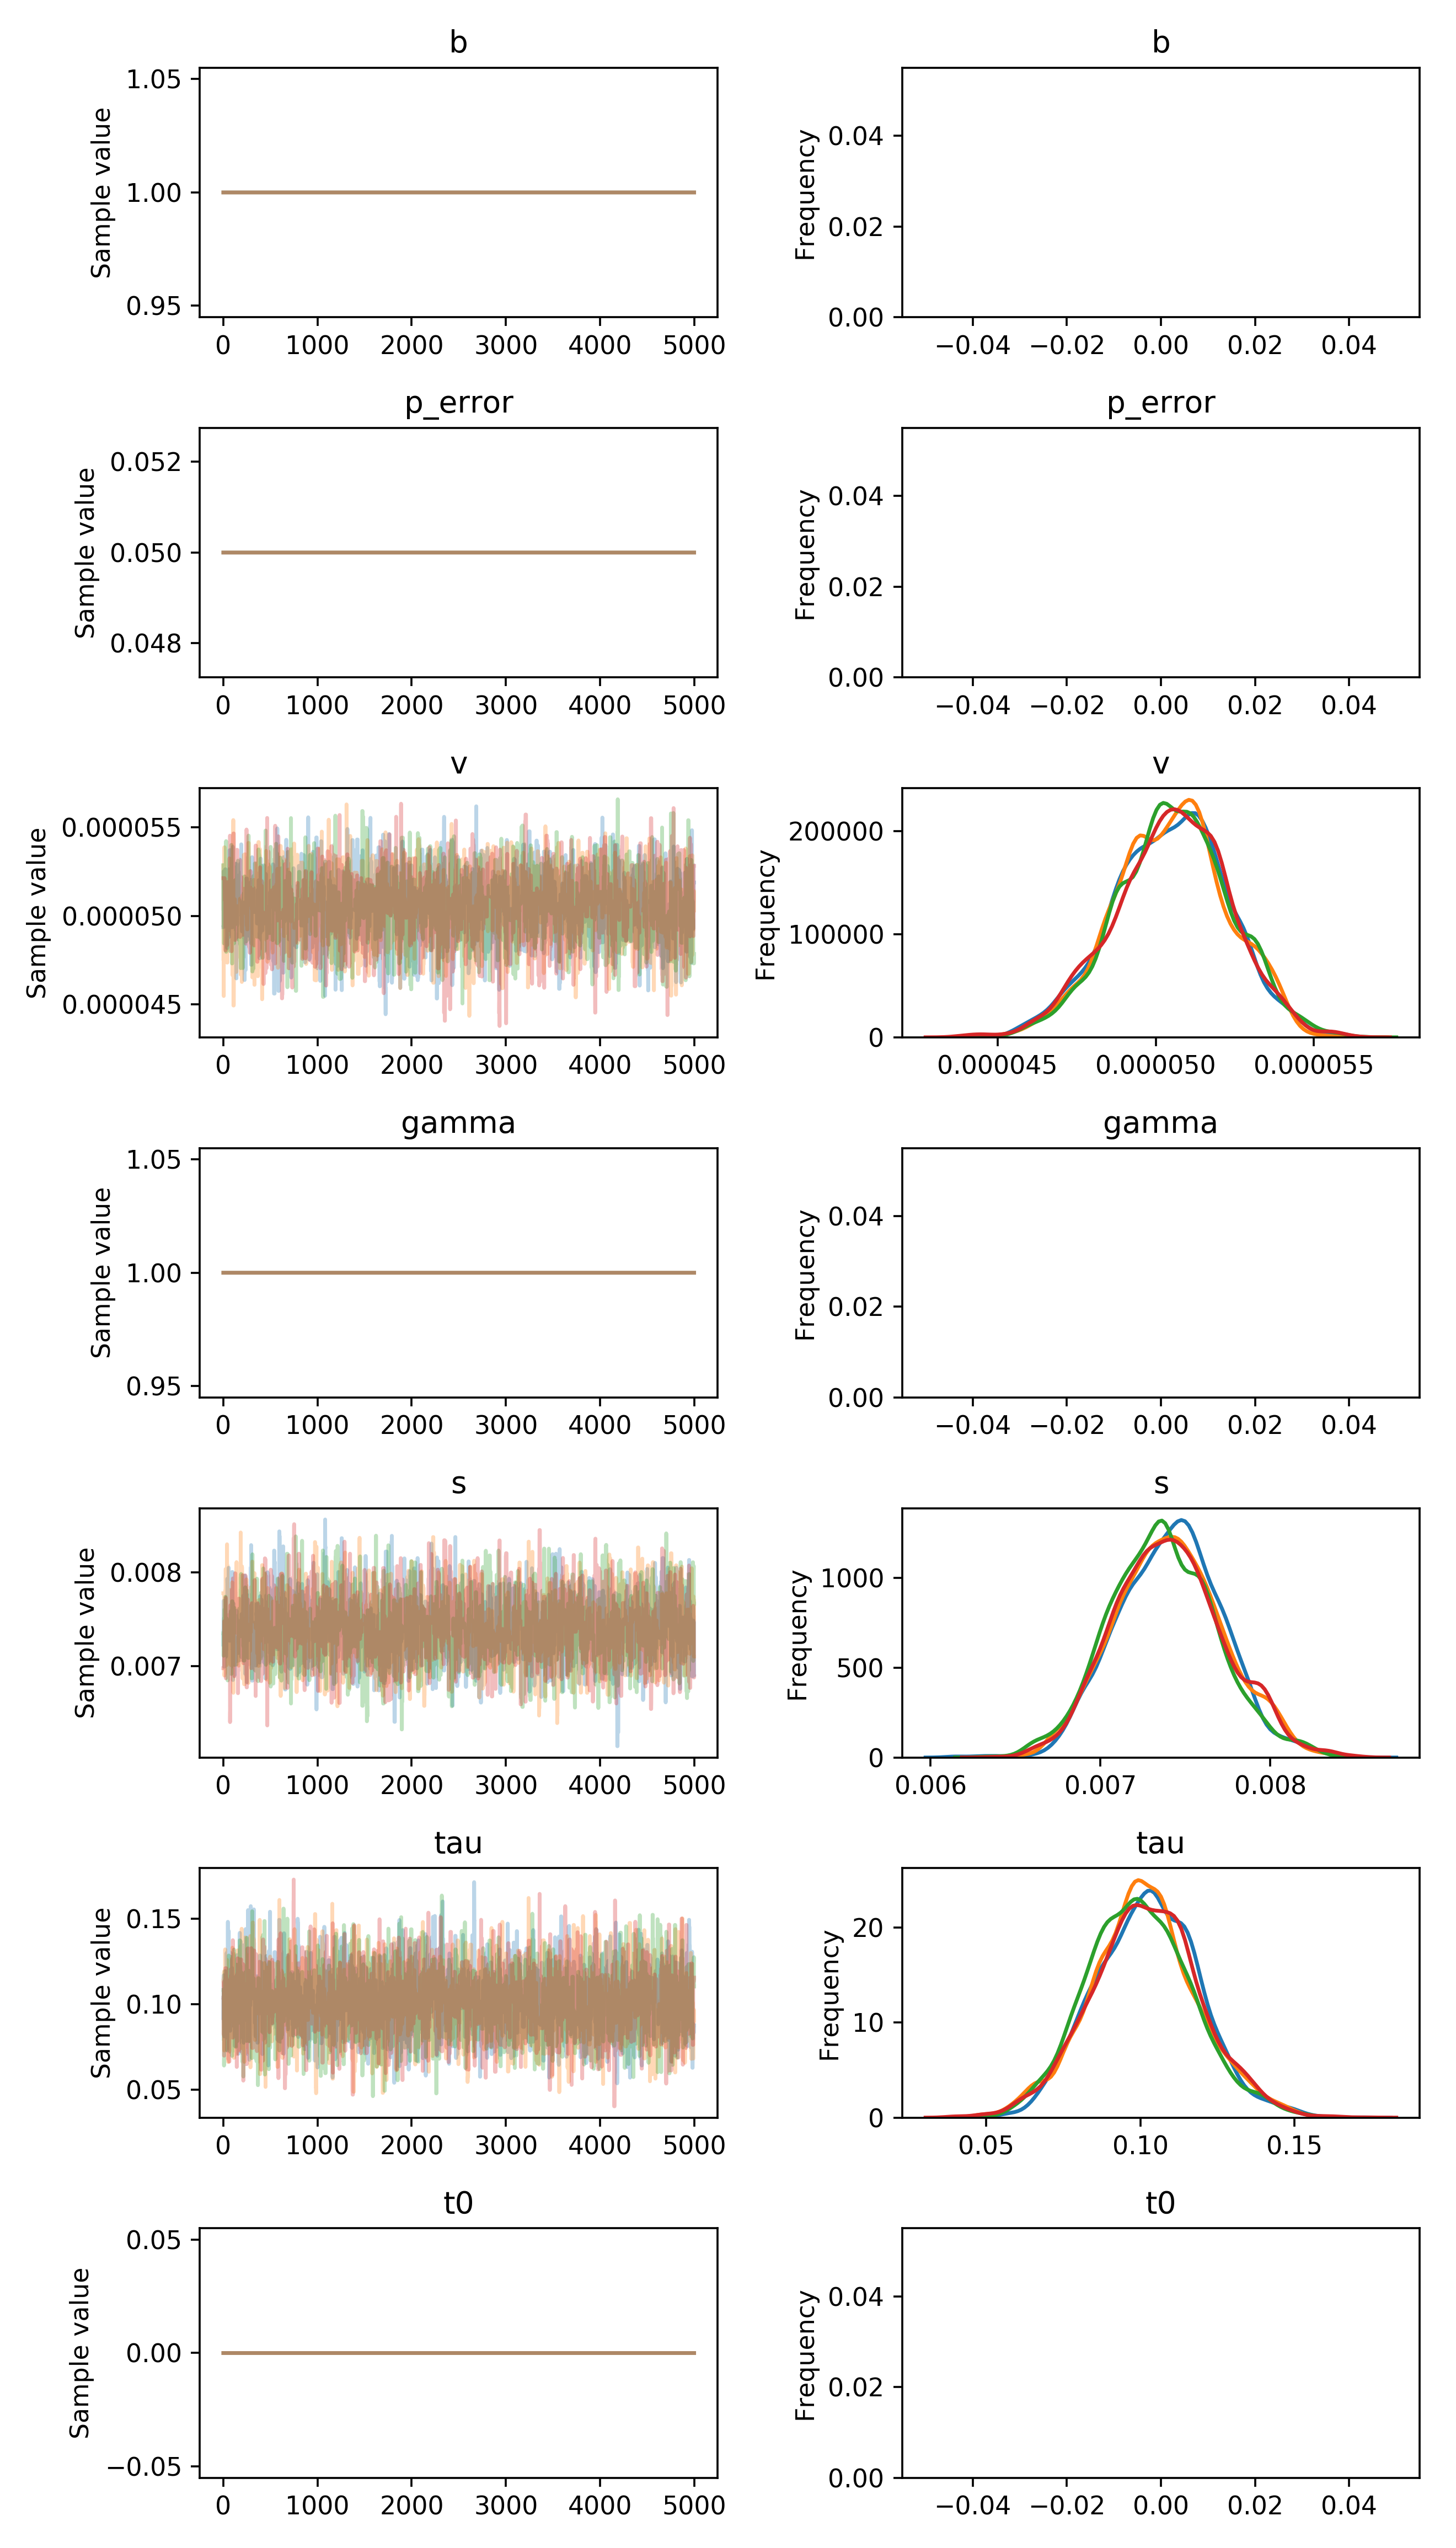 b
b
1.05
1.00
0.95
Sample value
0 1000 2000 3000 4000 5000
0.04
0.02
0.00
Frequency
−0.04 −0.02 0.00 0.02 0.04
p_error
p_error
0.052
0.050
0.048
Sample value
0 1000 2000 3000 4000 5000
0.04
0.02
0.00
Frequency
−0.04 −0.02 0.00 0.02 0.04
v
v
0.000055
0.000050
0.000045
Sample value
0 1000 2000 3000 4000 5000
200000
100000
0
Frequency
0.000045 0.000050 0.000055
gamma
gamma
1.05
1.00
0.95
Sample value
0 1000 2000 3000 4000 5000
0.04
0.02
0.00
Frequency
−0.04 −0.02 0.00 0.02 0.04
s
s
0.008
0.007
Sample value
0 1000 2000 3000 4000 5000
1000
500
0
Frequency
0.006 0.007 0.008
tau
tau
0.15
0.10
0.05
Sample value
0 1000 2000 3000 4000 5000
20
10
0
Frequency
0.05 0.10 0.15
t0
t0
0.05
0.00
−0.05
Sample value
0 1000 2000 3000 4000 5000
0.04
0.02
0.00
Frequency
−0.04 −0.02 0.00 0.02 0.04